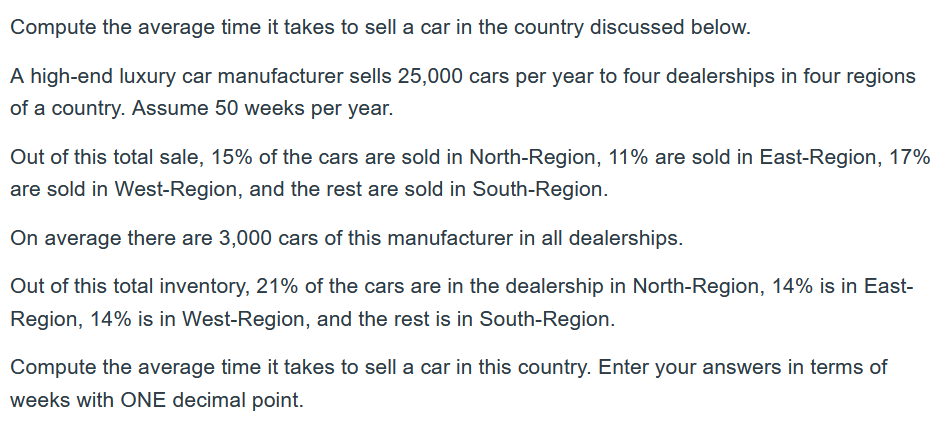 Compute the average time it takes to sell a car in the country discussed below.
A high-end luxury car manufacturer sells 25,000 cars per year to four dealerships in four regions
of a country. Assume 50 weeks per year.
Out of this total sale, 15% of the cars are sold in North-Region, 11% are sold in East-Region, 17%
are sold in West-Region, and the rest are sold in South-Region.
On average there are 3,000 cars of this manufacturer in all dealerships.
Out of this total inventory, 21% of the cars are in the dealership in North-Region, 14% is in East-
Region, 14% is in West-Region, and the rest is in South-Region.
Compute the average time it takes to sell a car in this country. Enter your answers in terms of
weeks with ONE decimal point.